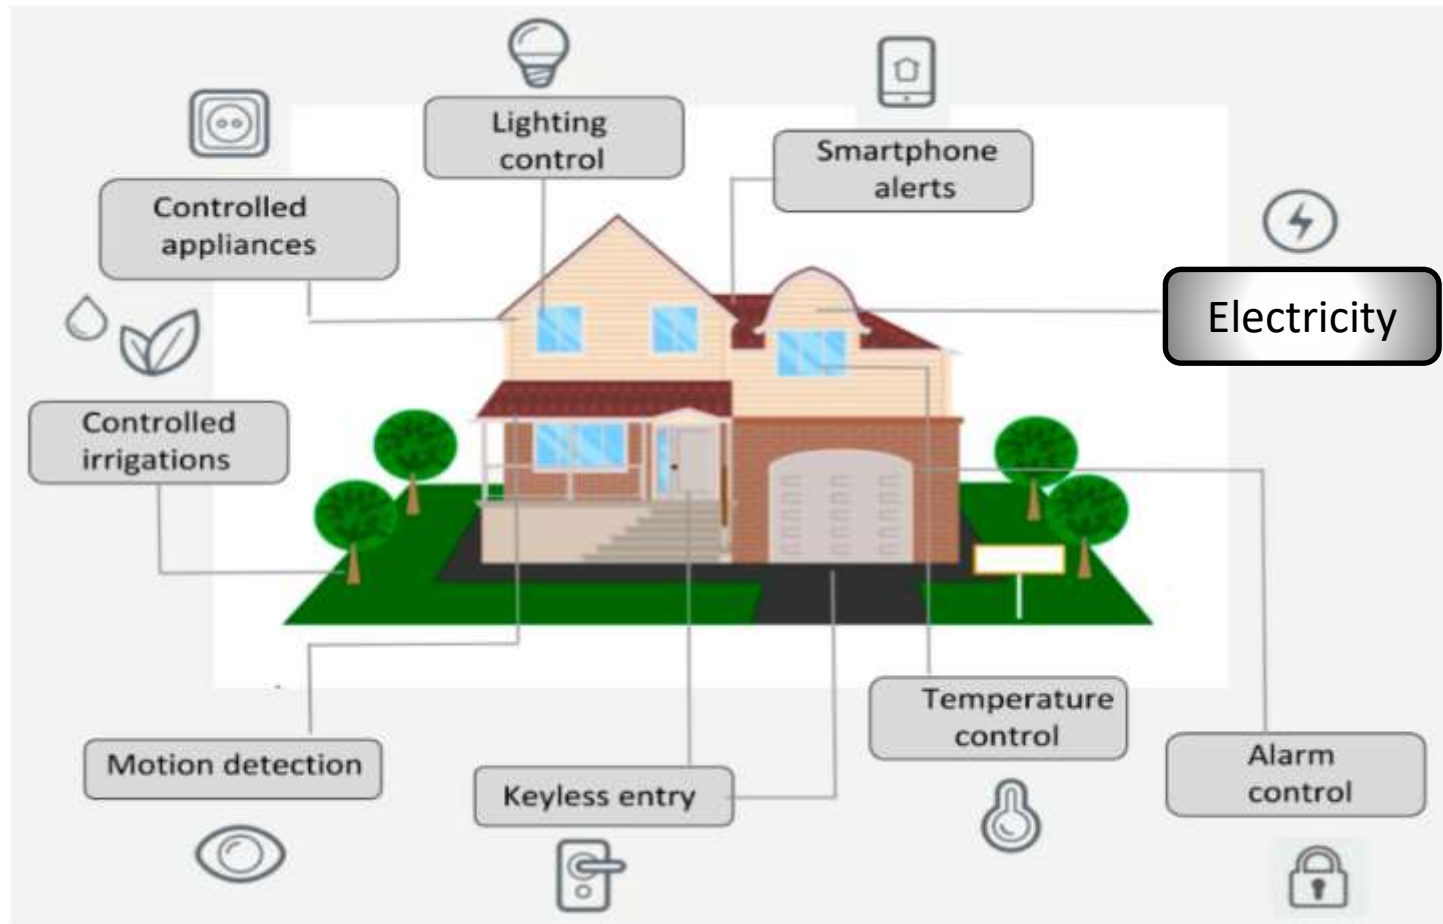 Lighting
control
Smartphone
alerts
Controlled
appliances
Electricity
Controlled
irrigations
Temperature
control
Motion detection
Keyless entry
Alarm
control